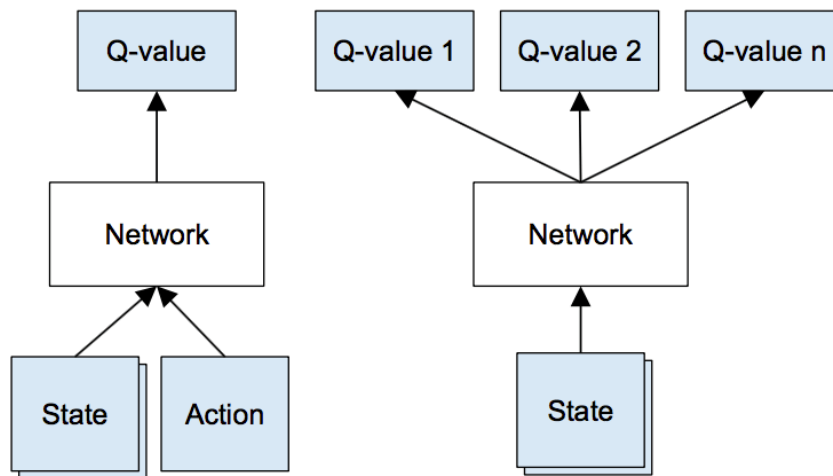 Q-value
Q-value 1
Q-value 2
Q-value n
Network
Network
State
Action
State